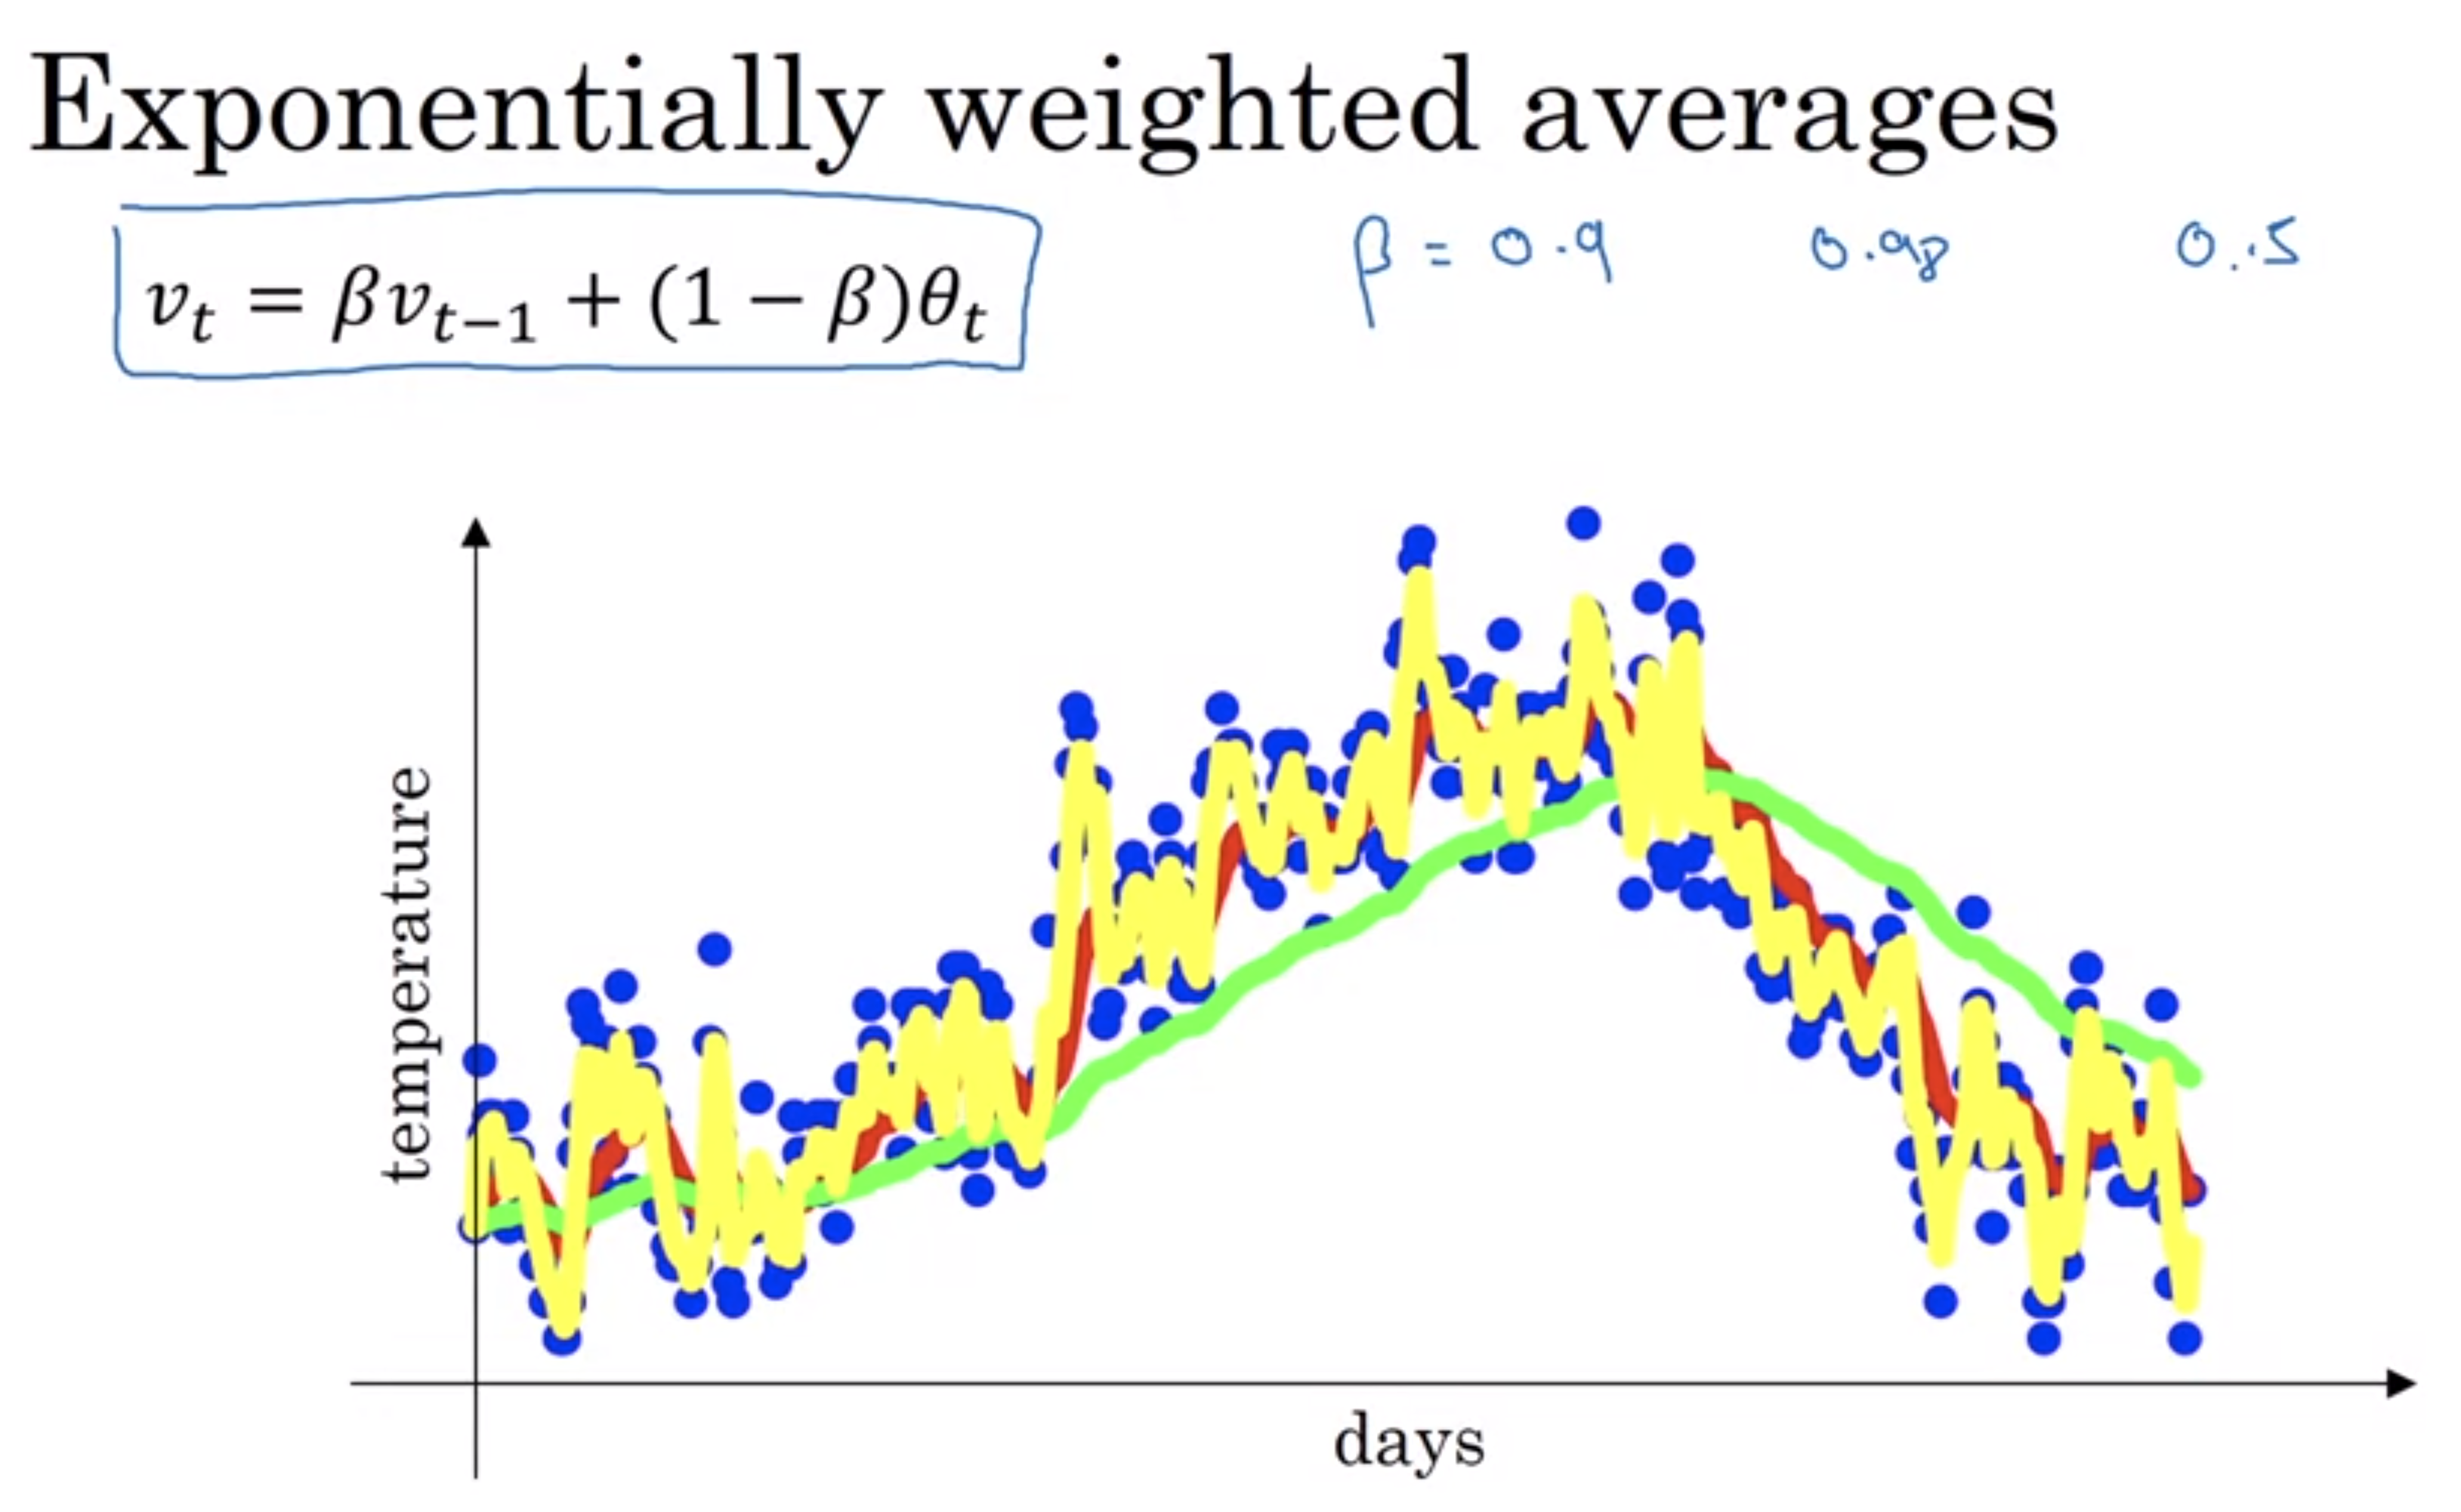 Exponentially weighted averages
β = 0.9 0.98 0.5
v_t = βv_{t−1} + (1 − β)θ_t
temperature
days